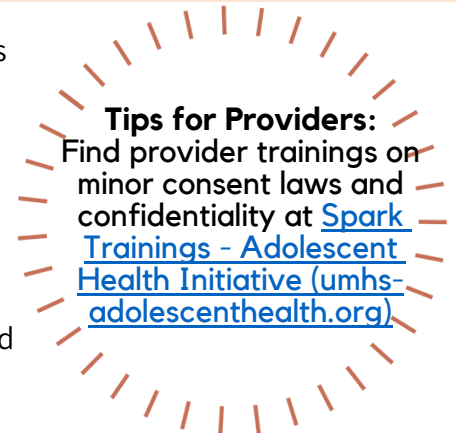 s
Tips for Providers:
Find provider trainings on
minor consent laws and
confidentiality at Spark
Trainings - Adolescent
Health Initiative (umhs-
adolescenthealth.org)
d